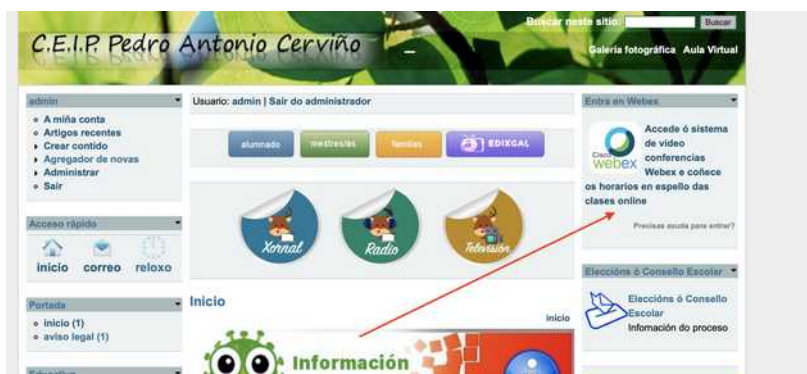 C.E.I.P. Pedro Antonio Cerviño
Buscar neste sitio:
Buscar
Galería fotográfica Aula Virtual
admin
A miña conta
Artigos recentes
Crear contido
Agregador de novas
Administrar
Sair
Acceso rápido
inicio correo reloxo
Portada
inicio (1)
aviso legal (1)
Usuario: admin | Sair do administrador
alumnado mestres/as familias EDIXGAL
Xornal Radio Televisión
Inicio
inicio
Información
Entra en Webex
Cisco
webex
Accede ó sistema
de video
conferencias
Webex e coñece
os horarios en espello das
clases online
Precisas axuda para entrar?
Eleccións ó Consello Escolar
Eleccións ó Consello
Escolar
Infomación do proceso